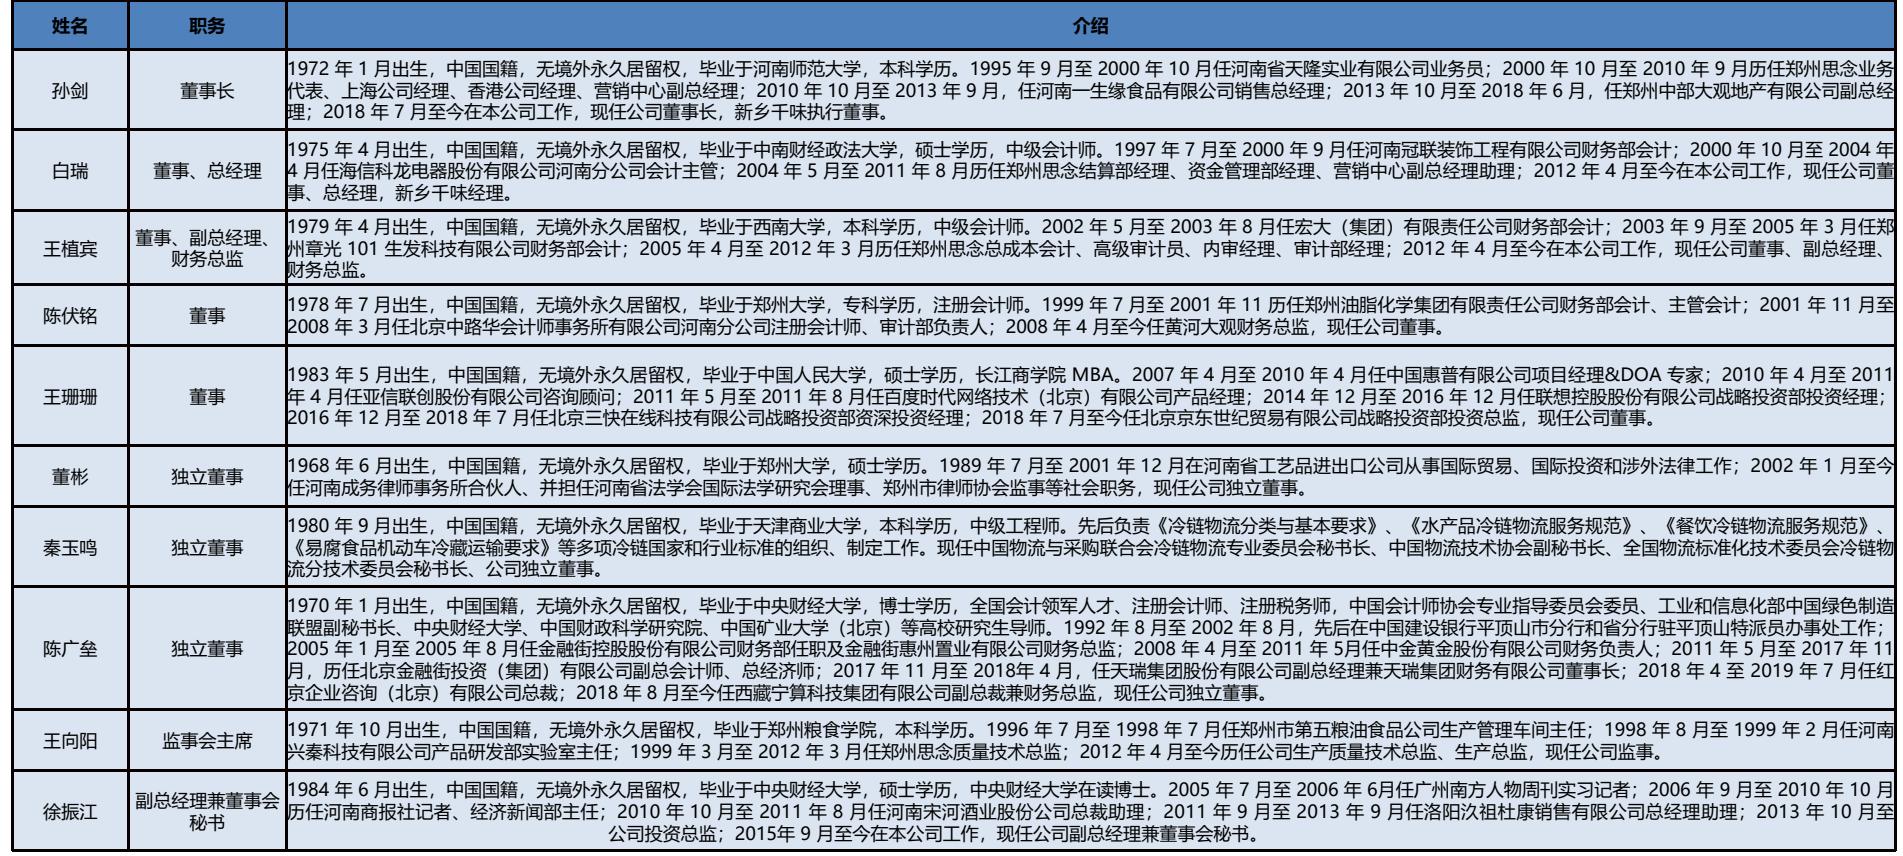 姓名 职务 介绍
孙剑 董事长
1972 年 1 月出生，中国国籍，无境外永久居留权，毕业于河南师范大学，本科学历。1995 年 9 月至 2000 年 10 月任河南省天隆实业有限公司业务员；2000 年 10 月至 2010 年 9 月历任郑州思念业务
代表、上海公司经理、香港公司经理、营销中心副总经理；2010 年 10 月至 2013 年 9 月，任河南一生缘食品有限公司销售总经理；2013 年 10 月至 2018 年 6 月，任郑州中部大观地产有限公司副总经
理；2018 年 7 月至今在本公司工作，现任公司董事长，新乡千味执行董事。
白瑞 董事、总经理
1975 年 4 月出生，中国国籍，无境外永久居留权，毕业于中南财经政法大学，硕士学历，中级会计师。1997 年 7 月至 2000 年 9 月任河南冠联装饰工程有限公司财务部会计；2000 年 10 月至 2004 年
4 月任海信科龙电器股份有限公司河南分公司会计主管；2004 年 5 月至 2011 年 8 月历任郑州思念结算部经理、资金管理部经理、营销中心副总经理助理；2012 年 4 月至今在本公司工作，现任公司董
事、总经理，新乡千味经理。
王植宾
董事、副总经理、
财务总监
1979 年 4 月出生，中国国籍，无境外永久居留权，毕业于西南大学，本科学历，中级会计师。2002 年 5 月至 2003 年 8 月任宏大（集团）有限责任公司财务部会计；2003 年 9 月至 2005 年 3 月任郑
州章光 101 生发科技有限公司财务部会计；2005 年 4 月至 2012 年 3 月历任郑州思念总成本会计、高级审计员、内审经理、审计部经理；2012 年 4 月至今在本公司工作，现任公司董事、副总经理、
财务总监。
陈伏铭 董事
1978 年 7 月出生，中国国籍，无境外永久居留权，毕业于郑州大学，专科学历，注册会计师。1999 年 7 月至 2001 年 11 历任郑州油脂化学集团有限责任公司财务部会计、主管会计；2001 年 11 月至
2008 年 3 月任北京中路华会计师事务所有限公司河南分公司注册会计师、审计部负责人；2008 年 4 月至今任黄河大观财务总监，现任公司董事。
王珊珊 董事
1983 年 5 月出生，中国国籍，无境外永久居留权，毕业于中国人民大学，硕士学历，长江商学院 MBA。2007 年 4 月至 2010 年 4 月任中国惠普有限公司项目经理&DOA 专家；2010 年 4 月至 2011
年 4 月任亚信联创股份有限公司咨询顾问；2011 年 5 月至 2011 年 8 月任百度时代网络技术（北京）有限公司产品经理；2014 年 12 月至 2016 年 12 月任联想控股股份有限公司战略投资部投资经理；
2016 年 12 月至 2018 年 7 月任北京三快在线科技有限公司战略投资部资深投资经理；2018 年 7 月至今任北京京东世纪贸易有限公司战略投资部投资总监，现任公司董事。
董彬 独立董事
1968 年 6 月出生，中国国籍，无境外永久居留权，毕业于郑州大学，硕士学历。1989 年 7 月至 2001 年 12 月在河南省工艺品进出口公司从事国际贸易、国际投资和涉外法律工作；2002 年 1 月至今
任河南成务律师事务所合伙人、并担任河南省法学会国际法学研究会理事、郑州市律师协会监事等社会职务，现任公司独立董事。
秦玉鸣 独立董事
1980 年 9 月出生，中国国籍，无境外永久居留权，毕业于天津商业大学，本科学历，中级工程师。先后负责《冷链物流分类与基本要求》、《水产品冷链物流服务规范》、《餐饮冷链物流服务规范》、
《易腐食品机动车冷藏运输要求》等多项冷链国家和行业标准的组织、制定工作。现任中国物流与采购联合会冷链物流专业委员会秘书长、中国物流技术协会副秘书长、全国物流标准化技术委员会冷链物
流分技术委员会秘书长、公司独立董事。
陈广垒 独立董事
1970 年 1 月出生，中国国籍，无境外永久居留权，毕业于中央财经大学，博士学历，全国会计领军人才、注册会计师、注册税务师，中国会计师协会专业指导委员会委员、工业和信息化部中国绿色制造
联盟副秘书长、中央财经大学、中国财政科学研究院、中国矿业大学（北京）等高校研究生导师。1992 年 8 月至 2002 年 8 月，先后在中国建设银行平顶山市分行和省分行驻平顶山特派员办事处工作；
2005 年 1 月至 2005 年 8 月任金融街控股股份有限公司财务部任职及金融街惠州置业有限公司财务总监；2008 年 4 月至 2011 年 5月任中金黄金股份有限公司财务负责人；2011 年 5 月至 2017 年 11
月，历任北京金融街投资（集团）有限公司副总会计师、总经济师；2017 年 11 月至 2018年 4 月，任天瑞集团股份有限公司副总经理兼天瑞集团财务有限公司董事长；2018 年 4 至 2019 年 7 月任红
京企业咨询（北京）有限公司总裁；2018 年 8 月至今任西藏宁算科技集团有限公司副总裁兼财务总监，现任公司独立董事。
王向阳 监事会主席
1971 年 10 月出生，中国国籍，无境外永久居留权，毕业于郑州粮食学院，本科学历。1996 年 7 月至 1998 年 7 月任郑州市第五粮油食品公司生产管理车间主任；1998 年 8 月至 1999 年 2 月任河南
兴秦科技有限公司产品研发部实验室主任；1999 年 3 月至 2012 年 3 月任郑州思念质量技术总监；2012 年 4 月至今历任公司生产质量技术总监、生产总监，现任公司监事。
徐振江
副总经理兼董事会
秘书
1984 年 6 月出生，中国国籍，无境外永久居留权，毕业于中央财经大学，硕士学历，中央财经大学在读博士。2005 年 7 月至 2006 年 6月任广州南方人物周刊实习记者；2006 年 9 月至 2010 年 10 月
历任河南商报社记者、经济新闻部主任；2010 年 10 月至 2011 年 8 月任河南宋河酒业股份公司总裁助理；2011 年 9 月至 2013 年 9 月任洛阳汝祖杜康销售有限公司总经理助理；2013 年 10 月至
公司投资总监；2015年 9 月至今在本公司工作，现任公司副总经理兼董事会秘书。